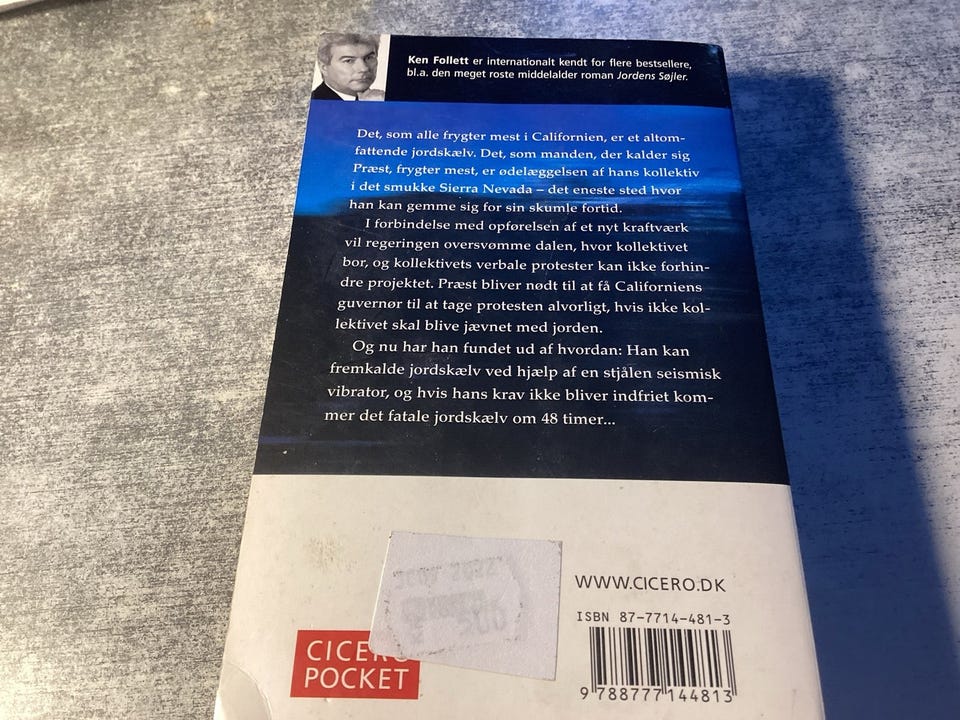 Ken Follett er internationalt kendt for flere bestsellere,
bl.a. den meget roste middelalder roman Jordens Søjler.
Det, som alle frygter mest i Californien, er et altom-
fattende jordskælv. Det, som manden, der kalder sig
Præst, frygter mest, er ødelæggelsen af hans kollektiv
i det smukke Sierra Nevada – det eneste sted hvor
han kan gemme sig for sin skumle fortid.
I forbindelse med opførelsen af et nyt kraftværk
vil regeringen oversvømme dalen, hvor kollektivet
bor, og kollektivets verbale protester kan ikke forhin-
dre projektet. Præst bliver nødt til at få Californiens
guvernør til at tage protesten alvorligt, hvis ikke kol-
lektivet skal blive jævnet med jorden.
Og nu har han fundet ud af hvordan: Han kan
fremkalde jordskælv ved hjælp af en stjålen seismisk
vibrator, og hvis hans krav ikke bliver indfriet kom-
mer det fatale jordskælv om 48 timer...
WWW.CICERO.DK
ISBN 87-7714-481-3
CICERO
POCKET
9 788777 144813